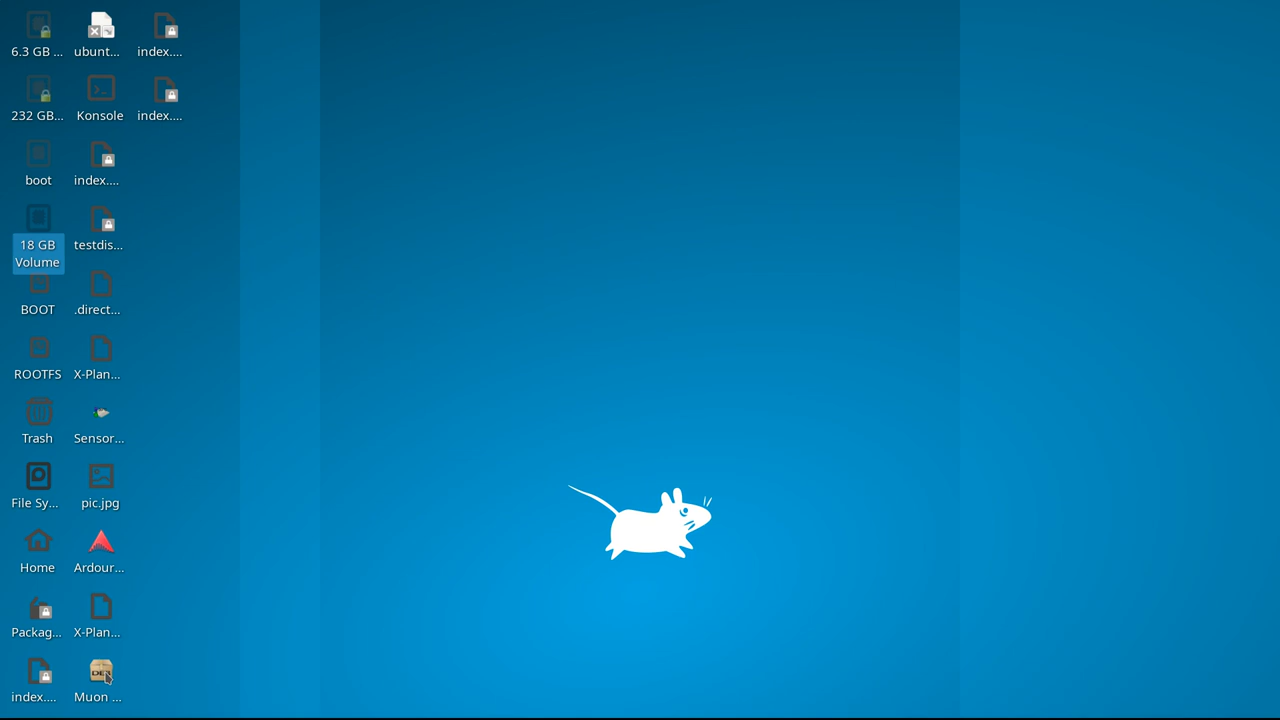 6.3 GB ...
ubunt...
index....
232 GB...
Konsole
index....
boot
index....
18 GB
Volume
testdis...
BOOT
.direct...
ROOTFS
X-Plan...
Trash
Sensor...
File Sy...
pic.jpg
Home
Ardour...
Packag...
X-Plan...
index....
Muon ...